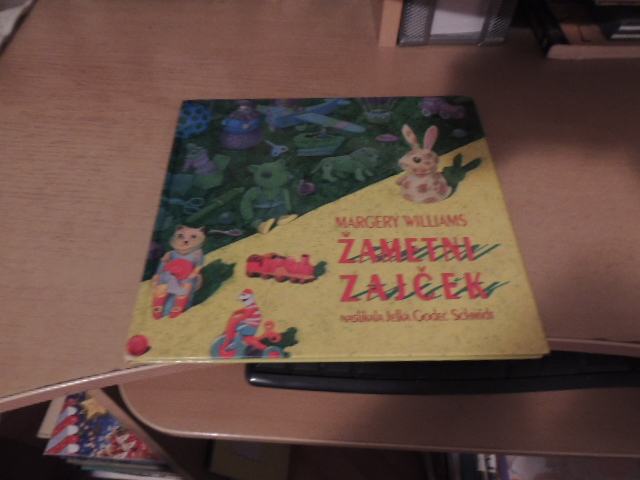 MARGERY WILLIAMS
ŽAMETNI
ZAJČEK
naslikala Jelka Godec Schmidt